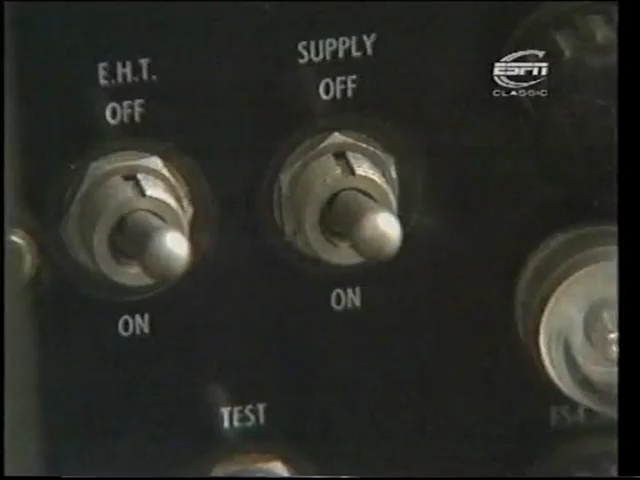 E.H.T.
OFF
SUPPLY
OFF
ESPN
CLASSIC
ON
ON
TEST